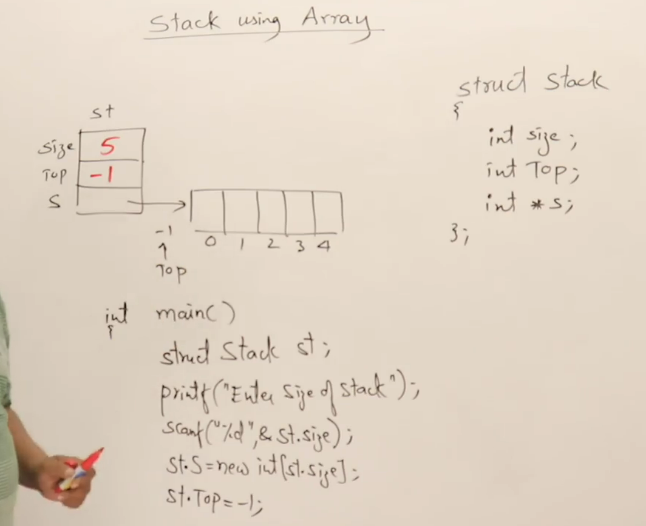 Stack using Array
st
size 5
Top -1
S
-1
0 1 2 3 4
Top
struct Stack
{
int size;
int Top;
int *S;
};
int main()
{
struct Stack st;
printf("Enter Size of Stack");
scanf("%d",&st.size);
st.S=new int[st.size];
st.Top=-1;